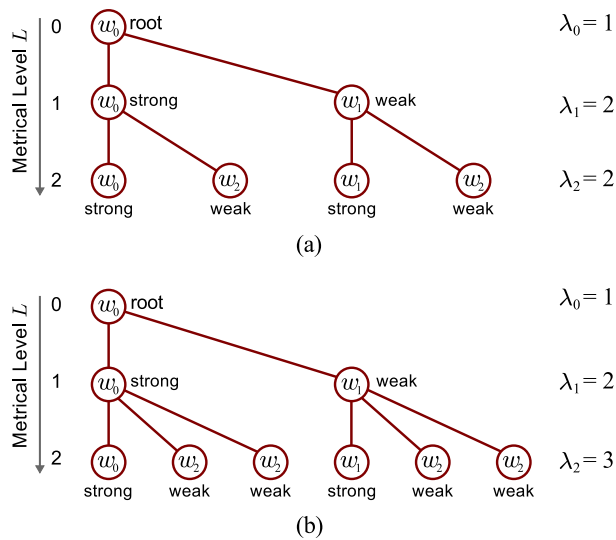 0 w₀ root λ₀ = 1
Metrical Level L
1 w₀ strong w₁ weak λ₁ = 2
2 w₀ w₂ w₁ w₂ λ₂ = 2
strong weak strong weak
(a)
0 w₀ root λ₀ = 1
Metrical Level L
1 w₀ strong w₁ weak λ₁ = 2
2 w₀ w₂ w₂ w₁ w₂ w₂ λ₂ = 3
strong weak weak strong weak weak
(b)